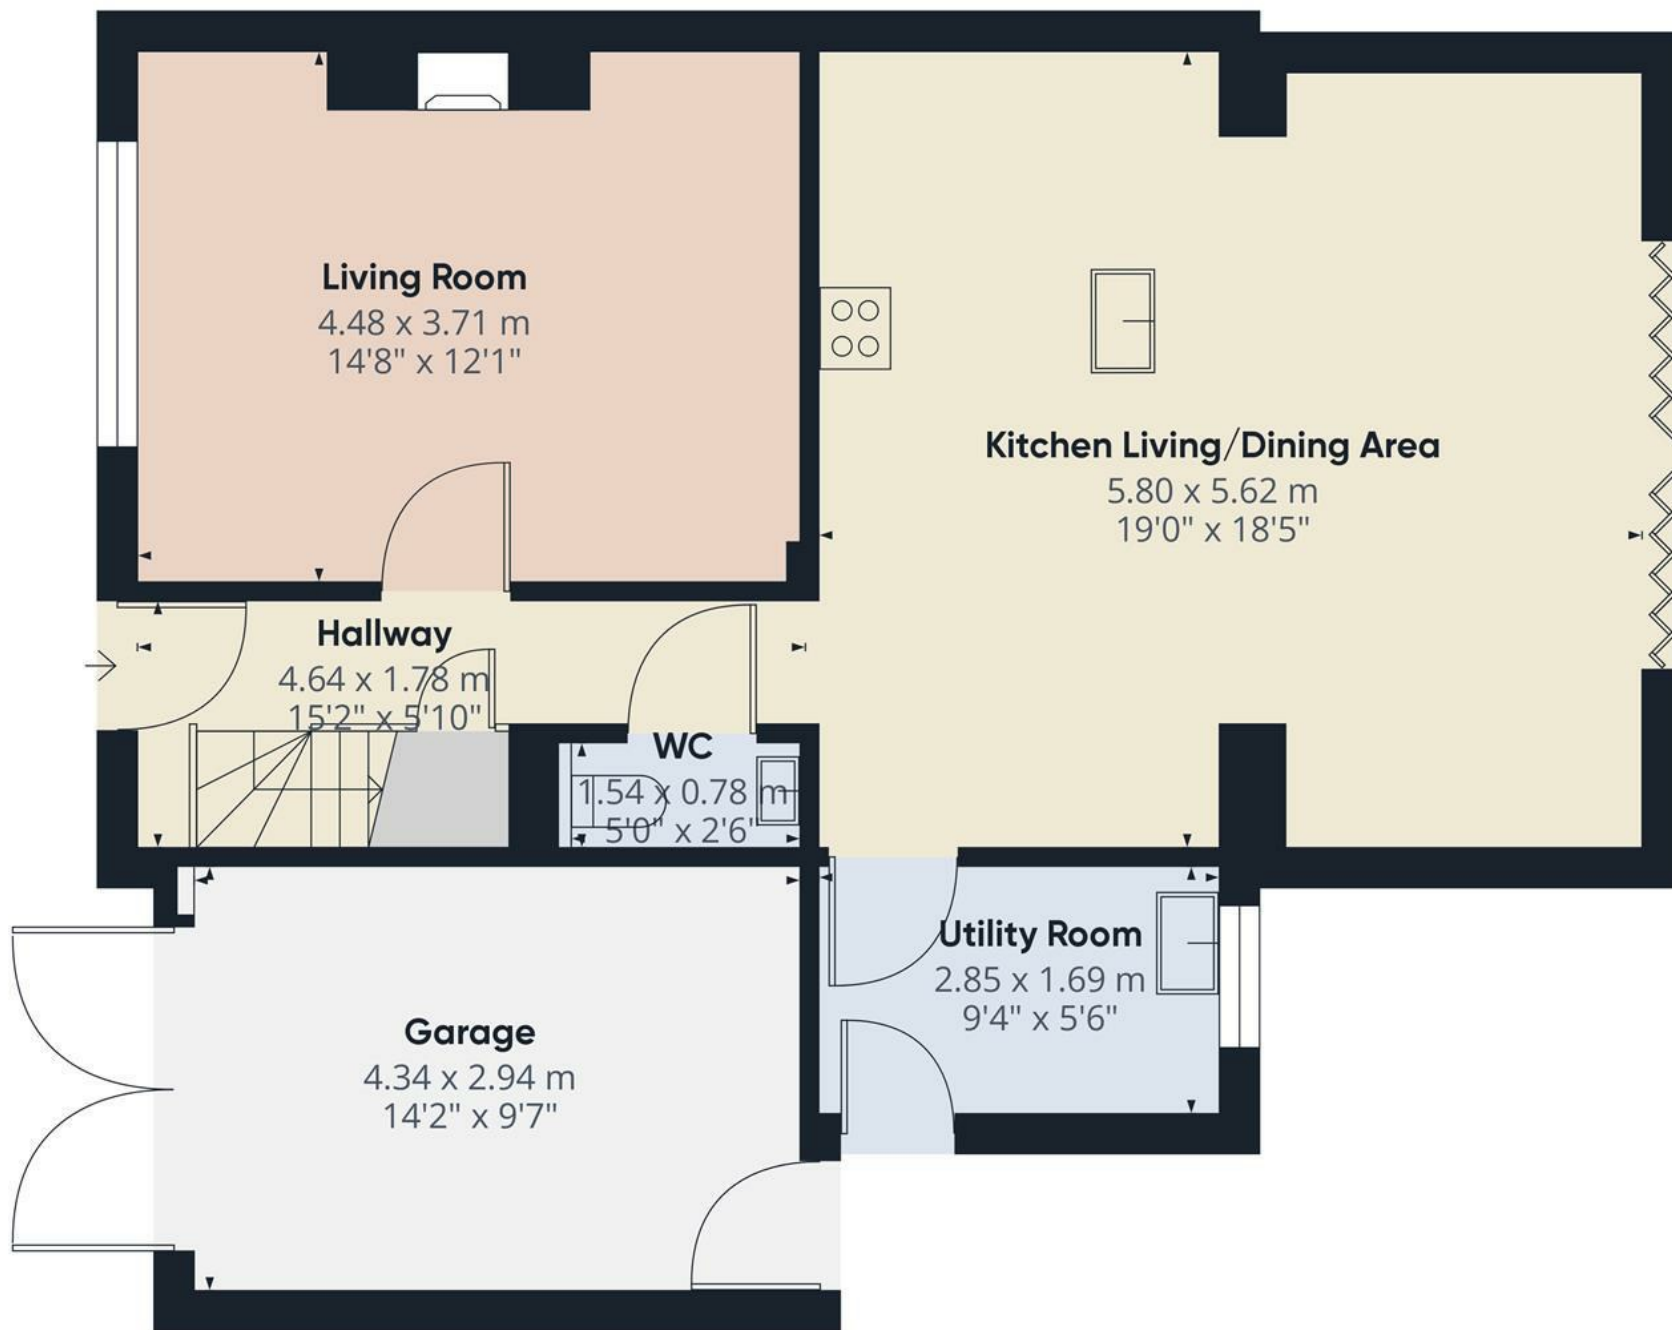 Living Room
4.48 x 3.71 m
14'8" x 12'1"
Kitchen Living/Dining Area
5.80 x 5.62 m
19'0" x 18'5"
Hallway
4.64 x 1.78 m
15'2" x 5'10"
WC
1.54 x 0.78 m
5'0" x 2'6"
Utility Room
2.85 x 1.69 m
9'4" x 5'6"
Garage
4.34 x 2.94 m
14'2" x 9'7"